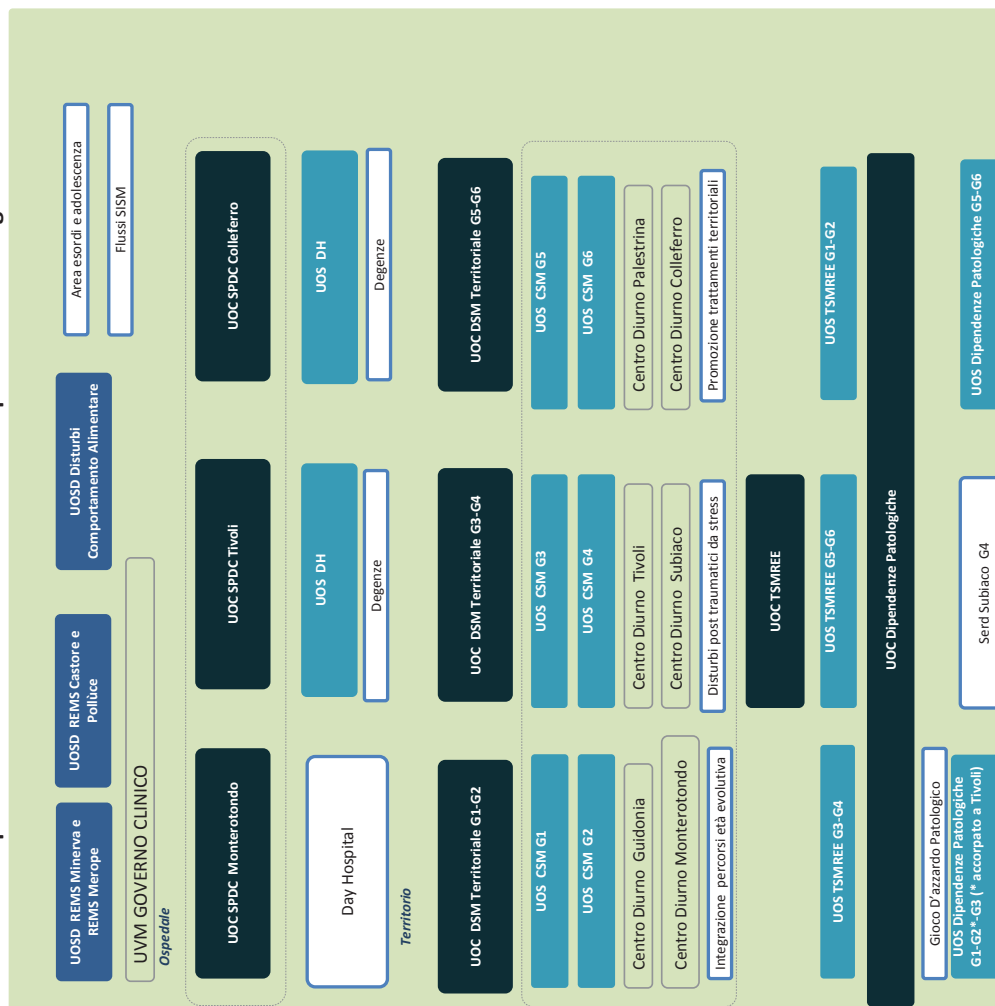 UOSD REMS Minerva e
REMS Merope
UOSD REMS Castore e
Pollùce
UOSD Disturbi
Comportamento Alimentare
Area esordi e adolescenza
Flussi SISM
UVM GOVERNO CLINICO
Ospedale
UOC SPDC Monterotondo
UOC SPDC Tivoli
UOC SPDC Colleferro
Day Hospital
UOS DH
Degenze
UOS DH
Degenze
Territorio
UOC DSM Territoriale G1-G2
UOC DSM Territoriale G3-G4
UOC DSM Territoriale G5-G6
UOS CSM G1
UOS CSM G3
UOS CSM G5
UOS CSM G2
UOS CSM G4
UOS CSM G6
Centro Diurno Guidonia
Centro Diurno Tivoli
Centro Diurno Palestrina
Centro Diurno Monterotondo
Centro Diurno Subiaco
Centro Diurno Colleferro
Integrazione percorsi età evolutiva
Disturbi post traumatici da stress
Promozione trattamenti territoriali
UOC TSMREE
UOS TSMREE G3-G4
UOS TSMREE G5-G6
UOS TSMREE G1-G2
UOC Dipendenze Patologiche
Gioco D'azzardo Patologico
UOS Dipendenze Patologiche
G1-G2*-G3 (* accorpato a Tivoli)
Serd Subiaco G4
UOS Dipendenze Patologiche G5-G6